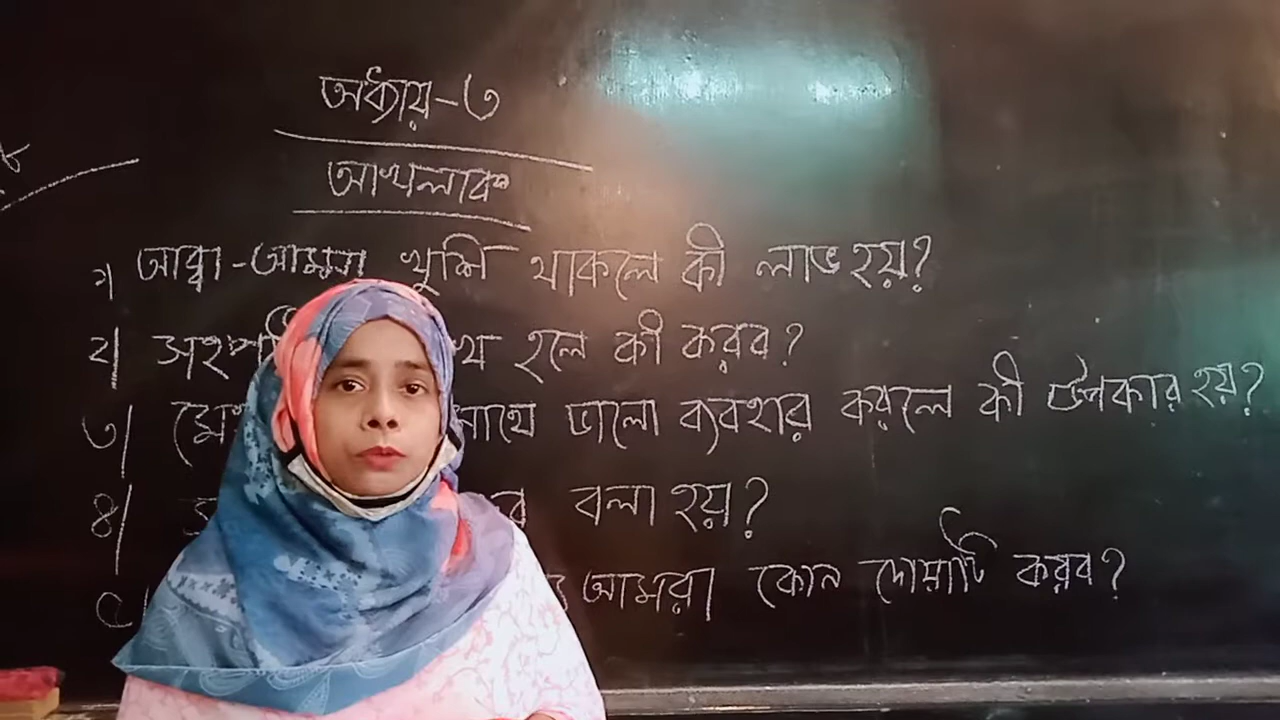 অধ্যায়-৩
আখলাক
১। আব্বা-আম্মা খুশি থাকলে কী লাভ হয়?
২। হলে কী করব?
৩। সাথে ভালো ব্যবহার করলে কী উপকার হয়?
৪। বলা হয়?
৫। আমরা কোন দোয়াটি করব?